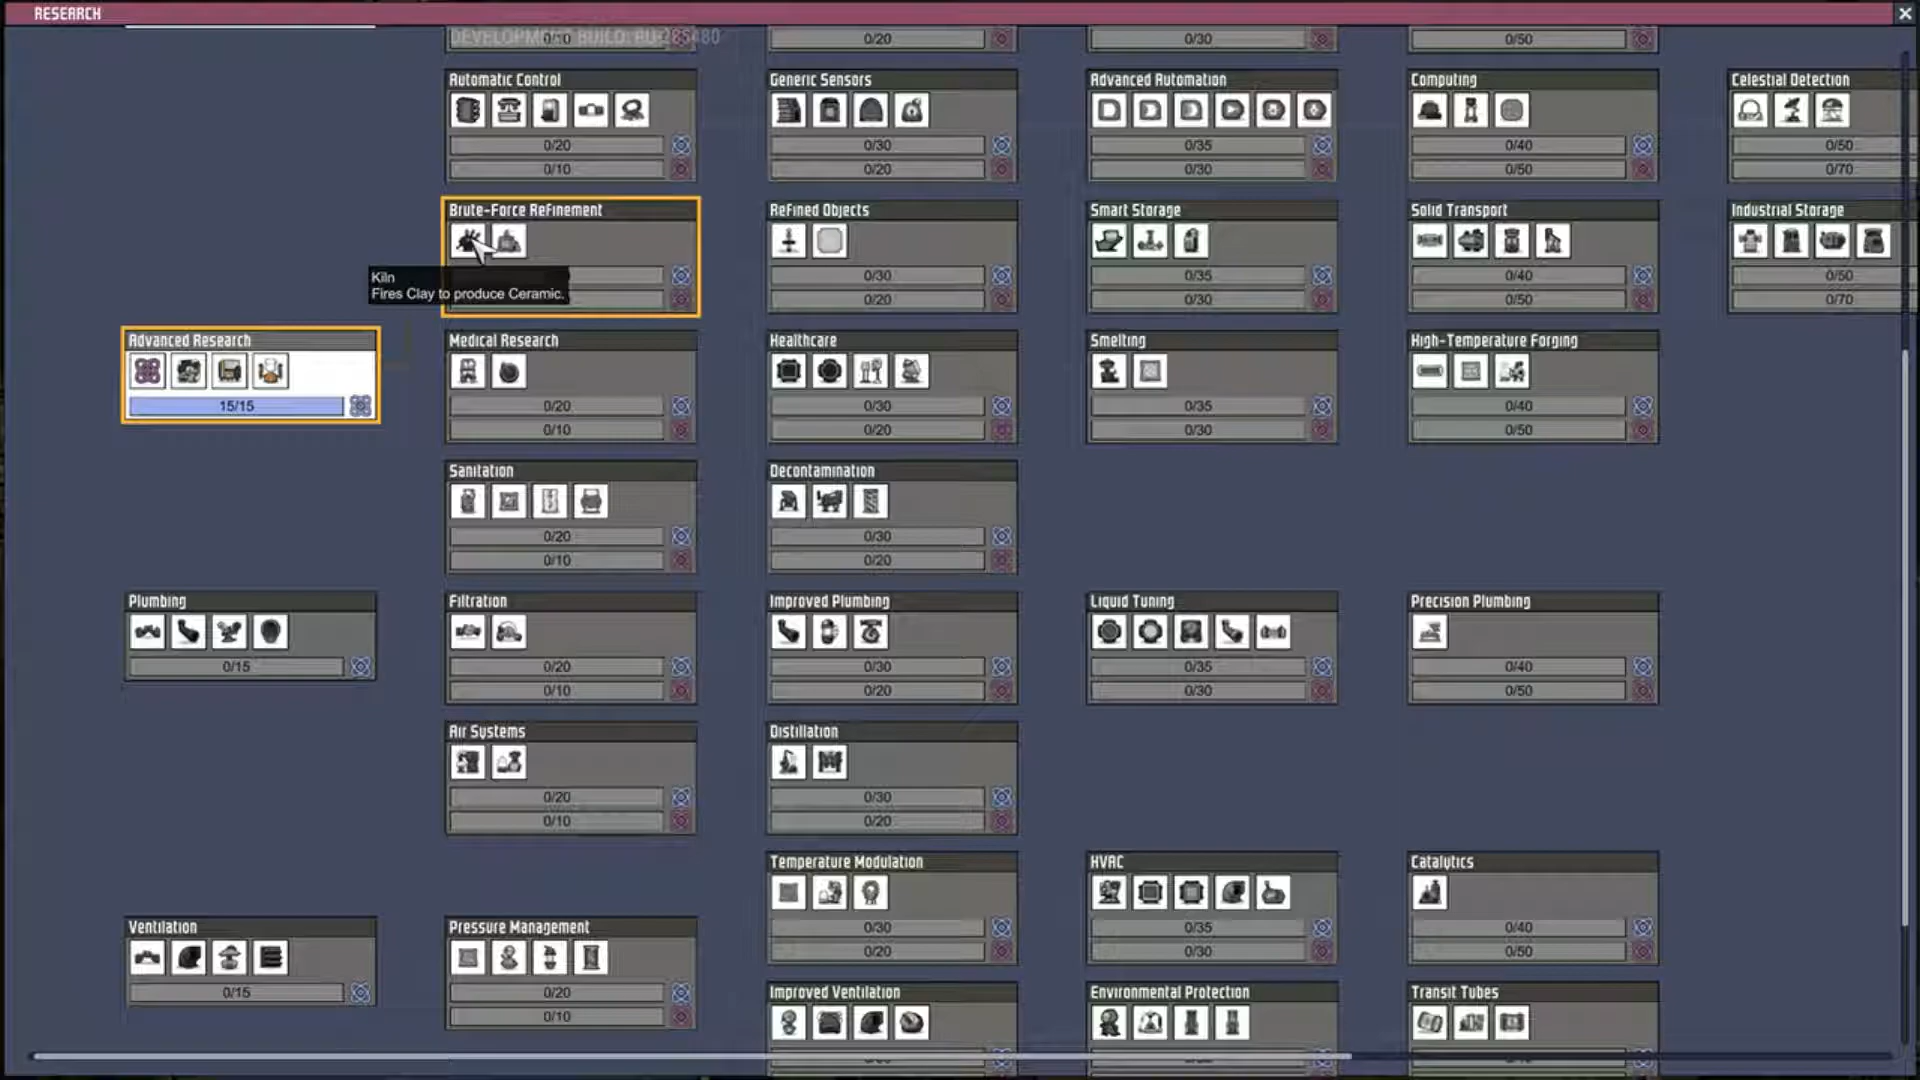 RESEARCH
DEVELOPMENT BUILD: RU-285480
0/10
0/20
0/30
0/50
Automatic Control
0/20
0/10
Generic Sensors
0/30
0/20
Advanced Automation
0/35
0/30
Computing
0/40
0/50
Celestial Detection
0/50
0/70
Brute-Force Refinement
Refined Objects
0/30
0/20
Smart Storage
0/35
0/30
Solid Transport
0/40
0/50
Industrial Storage
0/50
0/70
Kiln
Fires Clay to produce Ceramic.
Advanced Research
15/15
Medical Research
0/20
0/10
Healthcare
0/30
0/20
Smelting
0/35
0/30
High-Temperature Forging
0/40
0/50
Sanitation
0/20
0/10
Decontamination
0/30
0/20
Plumbing
0/15
Filtration
0/20
0/10
Improved Plumbing
0/30
0/20
Liquid Tuning
0/35
0/30
Precision Plumbing
0/40
0/50
Air Systems
0/20
0/10
Distillation
0/30
0/20
Temperature Modulation
0/30
0/20
HVAC
0/35
0/30
Catalytics
0/40
0/50
Ventilation
0/15
Pressure Management
0/20
0/10
Improved Ventilation
Environmental Protection
Transit Tubes